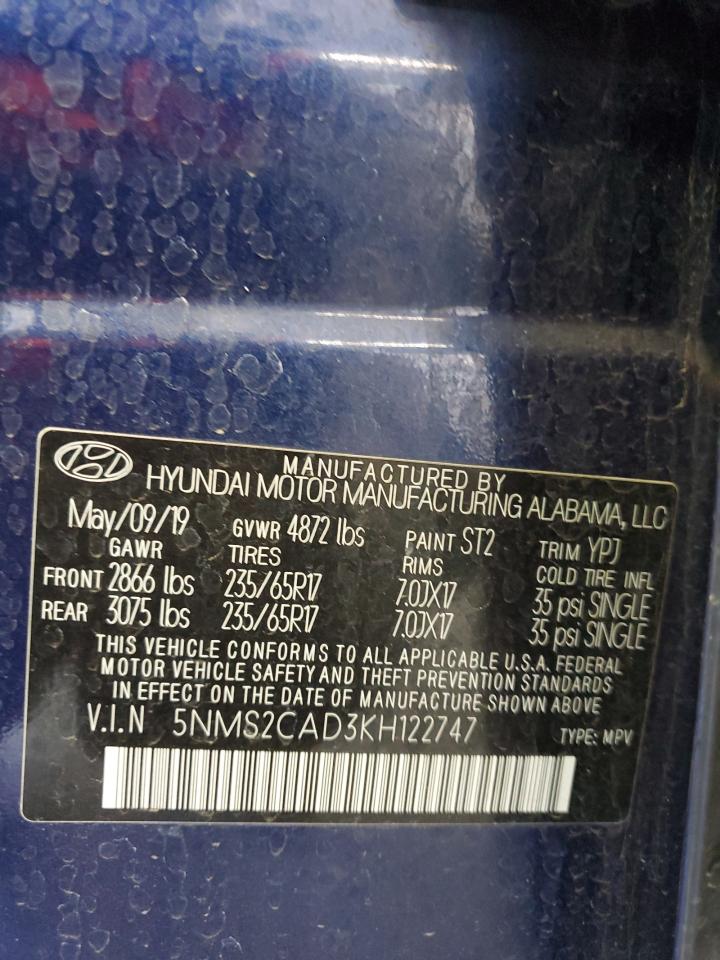 MANUFACTURED BY
HYUNDAI MOTOR MANUFACTURING ALABAMA, LLC
May/09/19 GVWR 4872 lbs PAINT ST2 TRIM YPJ
GAWR TIRES RIMS COLD TIRE INFL
FRONT 2866 lbs 235/65R17 7.0JX17 35 psi SINGLE
REAR 3075 lbs 235/65R17 7.0JX17 35 psi SINGLE
THIS VEHICLE CONFORMS TO ALL APPLICABLE U.S.A. FEDERAL
MOTOR VEHICLE SAFETY AND THEFT PREVENTION STANDARDS
IN EFFECT ON THE DATE OF MANUFACTURE SHOWN ABOVE
V.I.N 5NMS2CAD3KH122747 TYPE: MPV